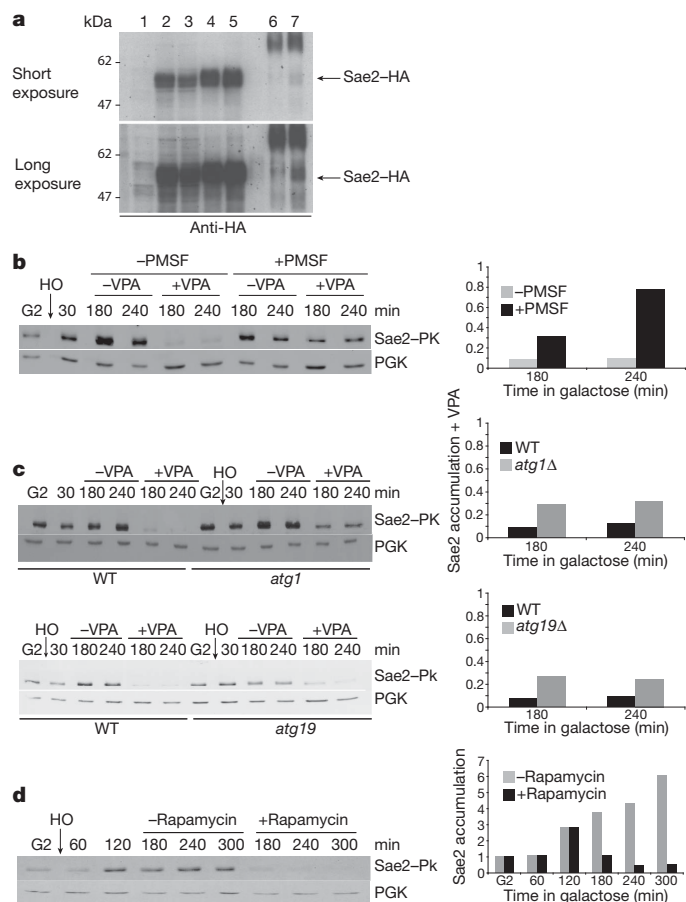 a
kDa 1 2 3 4 5 6 7
Short exposure
62
47
Sae2–HA
Long exposure
62
47
Sae2–HA
Anti-HA
b
–PMSF +PMSF
HO –VPA +VPA –VPA +VPA
G2 30 180 240 180 240 180 240 180 240 min
Sae2–PK
PGK
1
0.8
0.6
0.4
0.2
0
–PMSF
+PMSF
180 240
Time in galactose (min)
Sae2 accumulation + VPA
c
–VPA +VPA HO –VPA +VPA
G2 30 180 240 180 240 G2 30 180 240 180 240 min
Sae2–PK
PGK
WT atg1
1
0.8
0.6
0.4
0.2
0
WT
atg1Δ
180 240
Time in galactose (min)
HO –VPA +VPA HO –VPA +VPA
G2 30 180 240 180 240 G2 30 180 240 180 240 min
Sae2–Pk
PGK
WT atg19
1
0.8
0.6
0.4
0.2
0
WT
atg19Δ
180 240
Time in galactose (min)
d
HO –Rapamycin +Rapamycin
G2 60 120 180 240 300 180 240 300 min
Sae2–Pk
PGK
Sae2 accumulation
7
6
5
4
3
2
1
0
–Rapamycin
+Rapamycin
G2 60 120 180 240 300
Time in galactose (min)